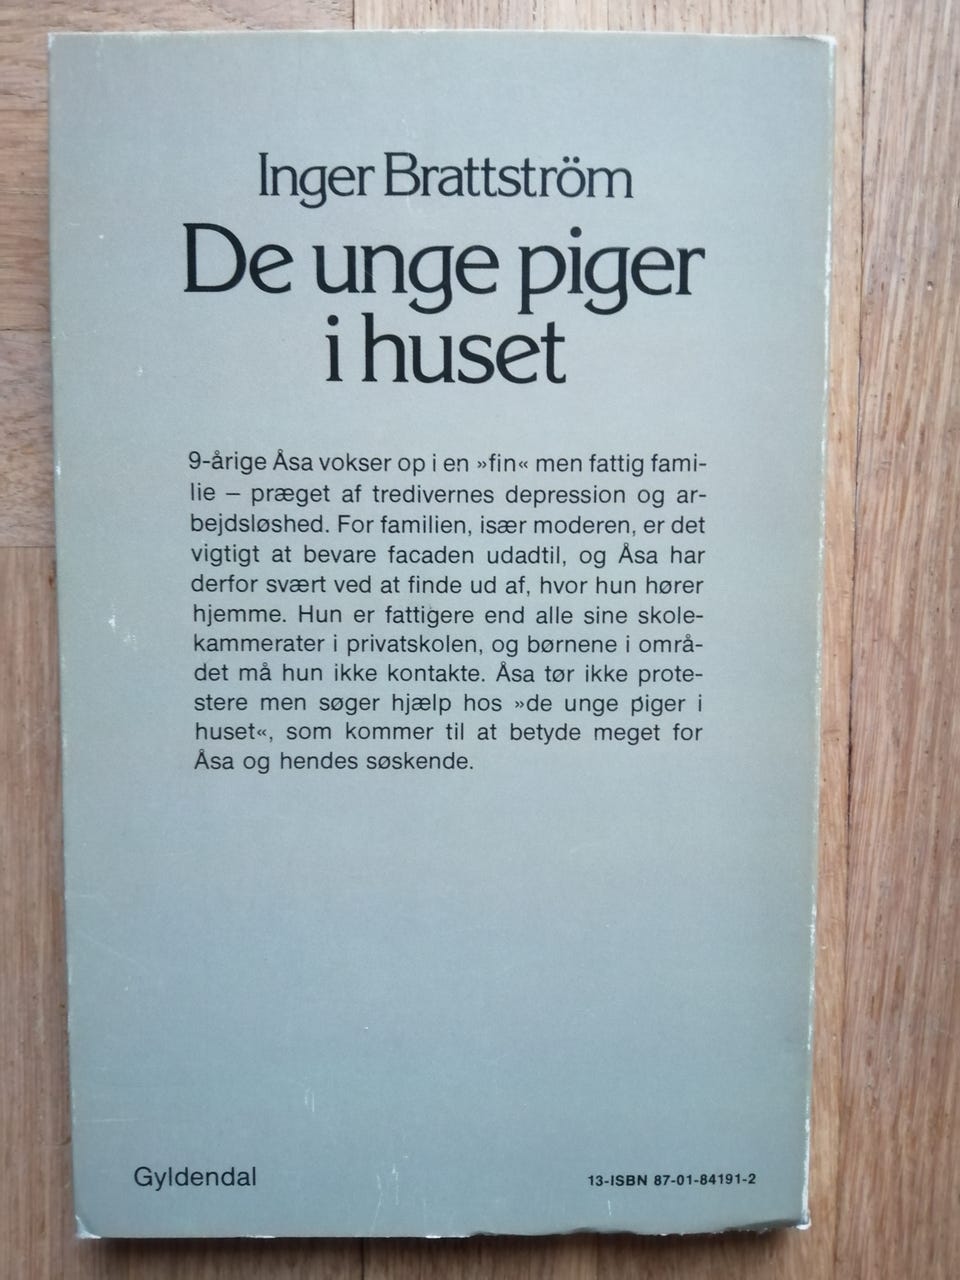 Inger Brattström
De unge piger
i huset
9-årige Åsa vokser op i en »fin« men fattig fami-
lie – præget af tredivernes depression og ar-
bejdsløshed. For familien, især moderen, er det
vigtigt at bevare facaden udadtil, og Åsa har
derfor svært ved at finde ud af, hvor hun hører
hjemme. Hun er fattigere end alle sine skole-
kammerater i privatskolen, og børnene i områ-
det må hun ikke kontakte. Åsa tør ikke prote-
stere men søger hjælp hos »de unge piger i
huset«, som kommer til at betyde meget for
Åsa og hendes søskende.
Gyldendal
13-ISBN 87-01-84191-2